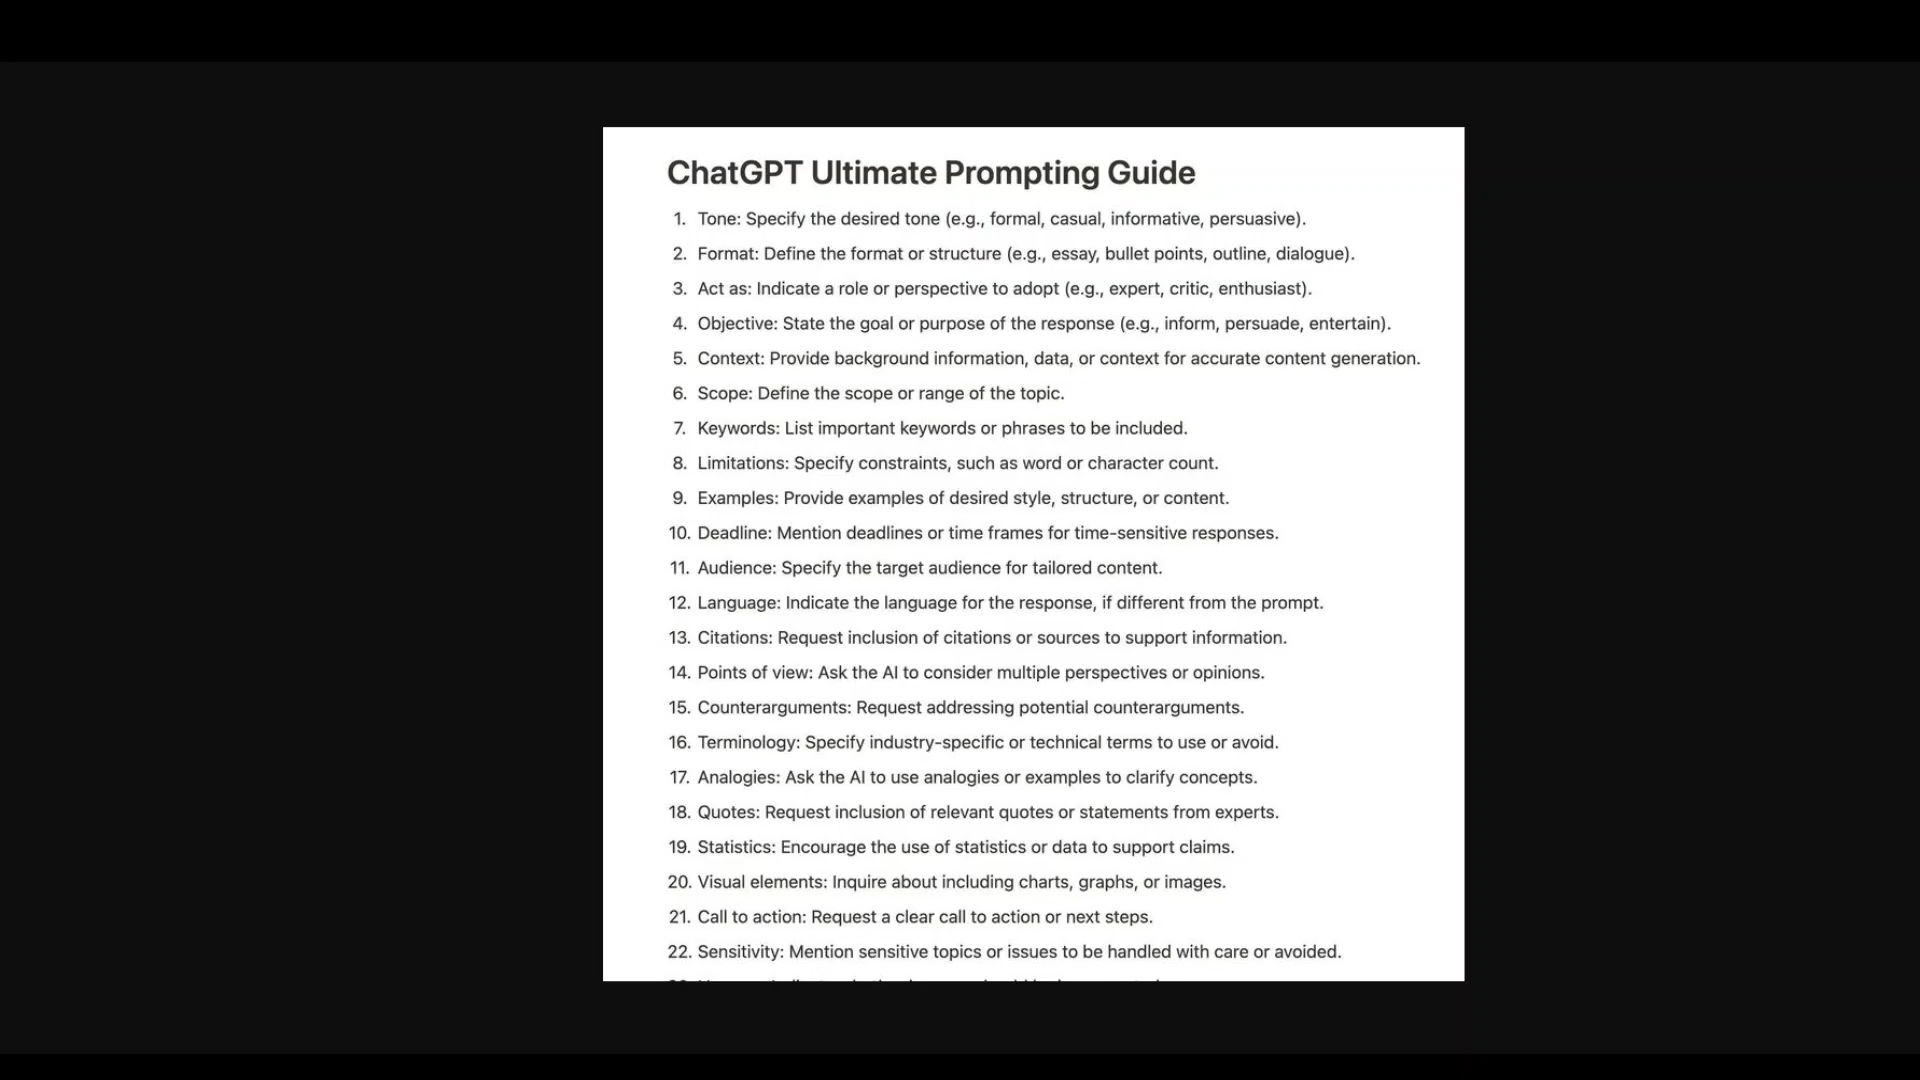 ChatGPT Ultimate Prompting Guide
1. Tone: Specify the desired tone (e.g., formal, casual, informative, persuasive).
2. Format: Define the format or structure (e.g., essay, bullet points, outline, dialogue).
3. Act as: Indicate a role or perspective to adopt (e.g., expert, critic, enthusiast).
4. Objective: State the goal or purpose of the response (e.g., inform, persuade, entertain).
5. Context: Provide background information, data, or context for accurate content generation.
6. Scope: Define the scope or range of the topic.
7. Keywords: List important keywords or phrases to be included.
8. Limitations: Specify constraints, such as word or character count.
9. Examples: Provide examples of desired style, structure, or content.
10. Deadline: Mention deadlines or time frames for time-sensitive responses.
11. Audience: Specify the target audience for tailored content.
12. Language: Indicate the language for the response, if different from the prompt.
13. Citations: Request inclusion of citations or sources to support information.
14. Points of view: Ask the AI to consider multiple perspectives or opinions.
15. Counterarguments: Request addressing potential counterarguments.
16. Terminology: Specify industry-specific or technical terms to use or avoid.
17. Analogies: Ask the AI to use analogies or examples to clarify concepts.
18. Quotes: Request inclusion of relevant quotes or statements from experts.
19. Statistics: Encourage the use of statistics or data to support claims.
20. Visual elements: Inquire about including charts, graphs, or images.
21. Call to action: Request a clear call to action or next steps.
22. Sensitivity: Mention sensitive topics or issues to be handled with care or avoided.